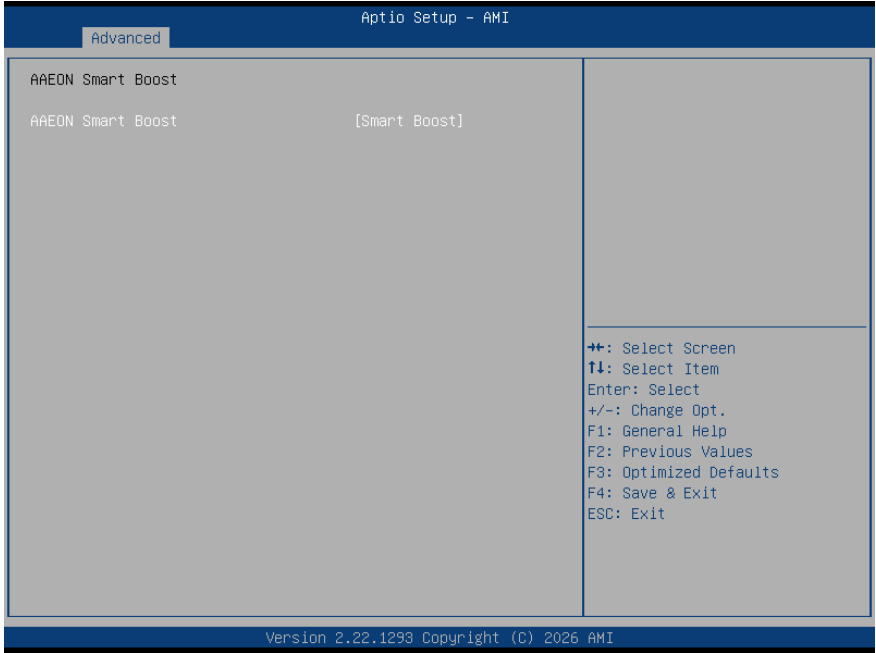 Aptio Setup – AMI
Advanced
AAEON Smart Boost
AAEON Smart Boost [Smart Boost]
→←: Select Screen
↑↓: Select Item
Enter: Select
+/-: Change Opt.
F1: General Help
F2: Previous Values
F3: Optimized Defaults
F4: Save & Exit
ESC: Exit
Version 2.22.1293 Copyright (C) 2026 AMI